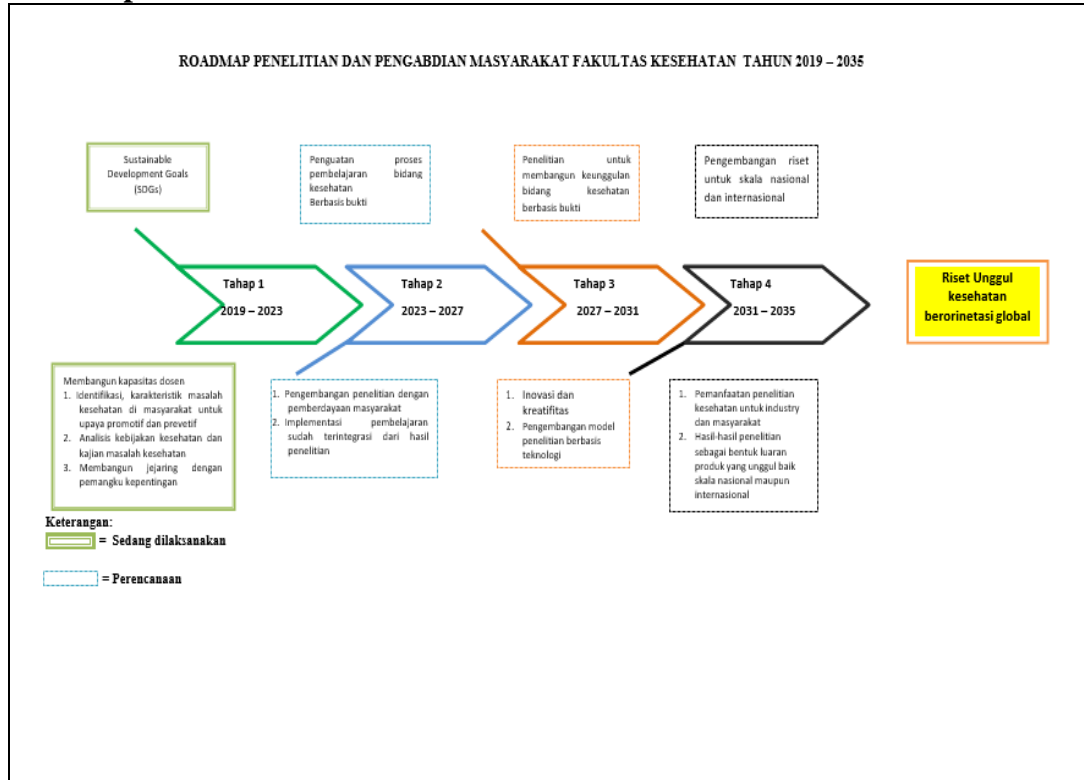 ROADMAP PENELITIAN DAN PENGABDIAN MASYARAKAT FAKULTAS KESEHATAN TAHUN 2019 – 2035
Sustainable
Development Goals
(SDGs)
Penguatan proses
pembelajaran bidang
kesehatan
Berbasis bukti
Penelitian untuk
membangun keunggulan
bidang kesehatan
berbasis bukti
Pengembangan riset
untuk skala nasional
dan internasional
Tahap 1
2019 – 2023
Tahap 2
2023 – 2027
Tahap 3
2027 – 2031
Tahap 4
2031 – 2035
Riset Unggul
kesehatan
berorinetasi global
Membangun kapasitas dosen
1. Identifikasi, karakteristik masalah
kesehatan di masyarakat untuk
upaya promotif dan prevetif
2. Analisis kebijakan kesehatan dan
kajian masalah kesehatan
3. Membangun jejaring dengan
pemangku kepentingan
1. Pengembangan penelitian dengan
pemberdayaan masyarakat
2. Implementasi pembelajaran
sudah terintegrasi dari hasil
penelitian
1. Inovasi dan
kreatifitas
2. Pengembangan model
penelitian berbasis
teknologi
1. Pemanfaatan penelitian
kesehatan untuk industry
dan masyarakat
2. Hasil-hasil penelitian
sebagai bentuk luaran
produk yang unggul baik
skala nasional maupun
internasional
Keterangan:
= Sedang dilaksanakan
= Perencanaan